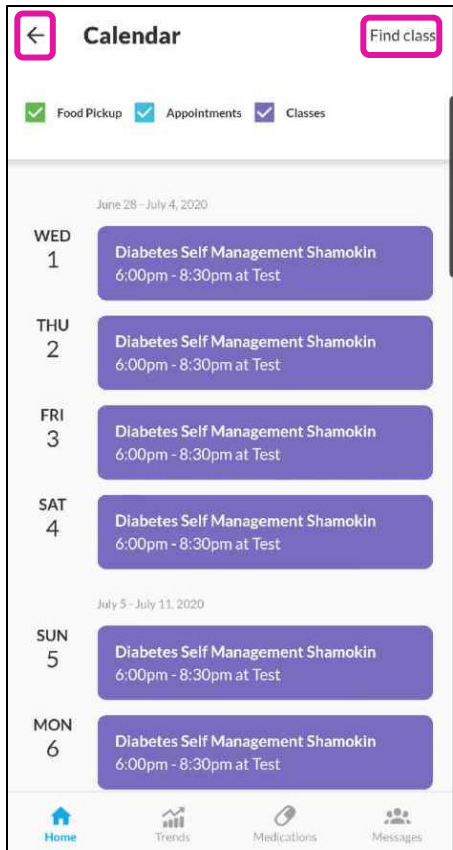 Calendar
Find class
Food Pickup
Appointments
Classes
June 28 - July 4, 2020
WED
1
Diabetes Self Management Shamokin
6:00pm - 8:30pm at Test
THU
2
Diabetes Self Management Shamokin
6:00pm - 8:30pm at Test
FRI
3
Diabetes Self Management Shamokin
6:00pm - 8:30pm at Test
SAT
4
Diabetes Self Management Shamokin
6:00pm - 8:30pm at Test
July 5 - July 11, 2020
SUN
5
Diabetes Self Management Shamokin
6:00pm - 8:30pm at Test
MON
6
Diabetes Self Management Shamokin
6:00pm - 8:30pm at Test
Home
Trends
Medications
Messages